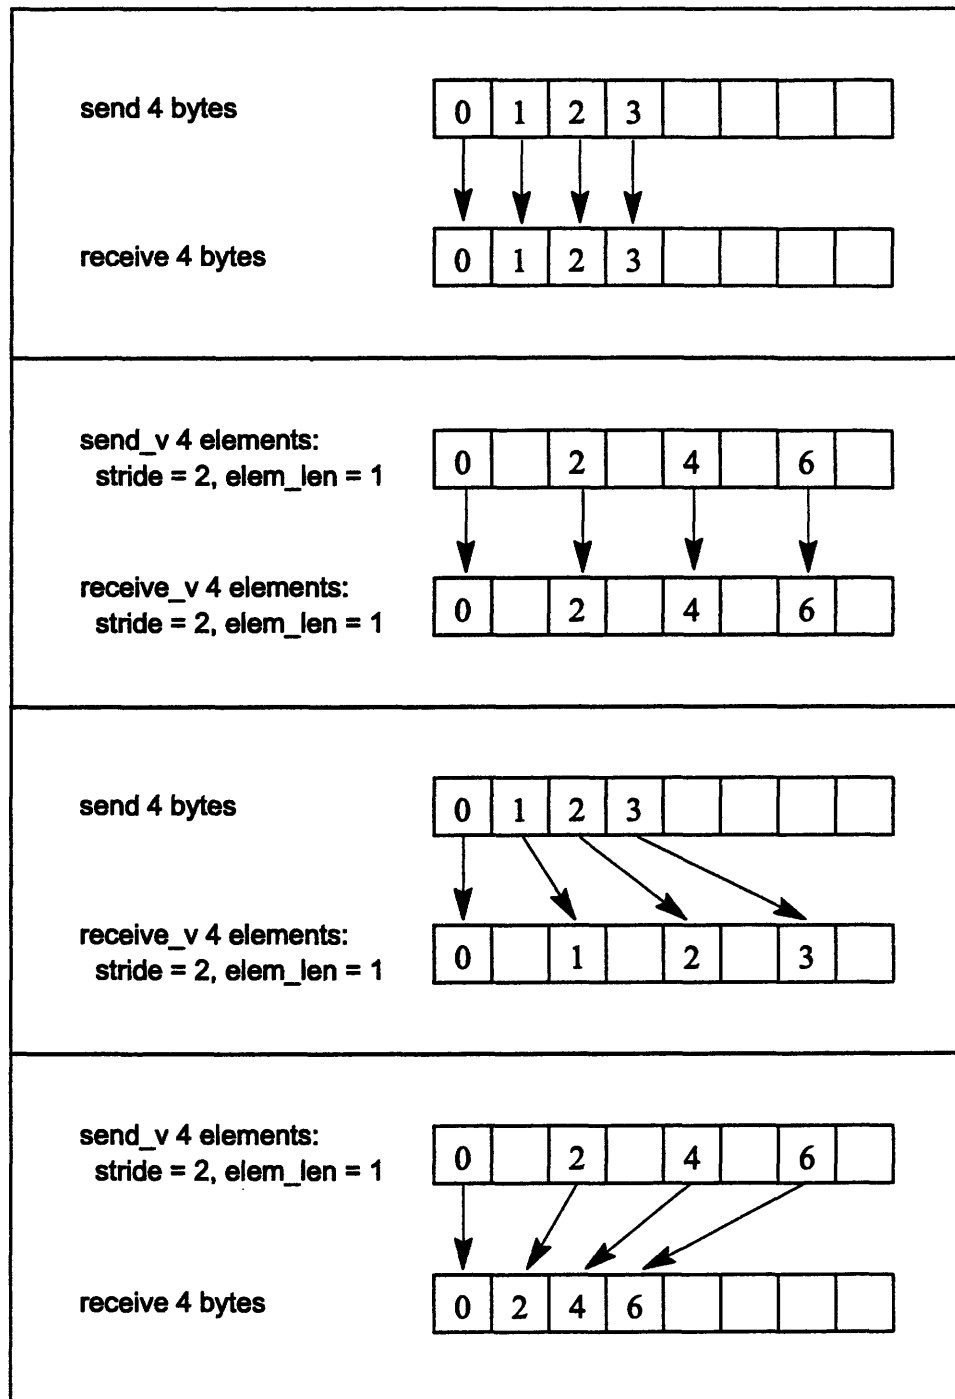 send 4 bytes
0 1 2 3
receive 4 bytes
0 1 2 3
send_v 4 elements:
stride = 2, elem_len = 1
0 2 4 6
receive_v 4 elements:
stride = 2, elem_len = 1
0 2 4 6
send 4 bytes
0 1 2 3
receive_v 4 elements:
stride = 2, elem_len = 1
0 1 2 3
send_v 4 elements:
stride = 2, elem_len = 1
0 2 4 6
receive 4 bytes
0 2 4 6